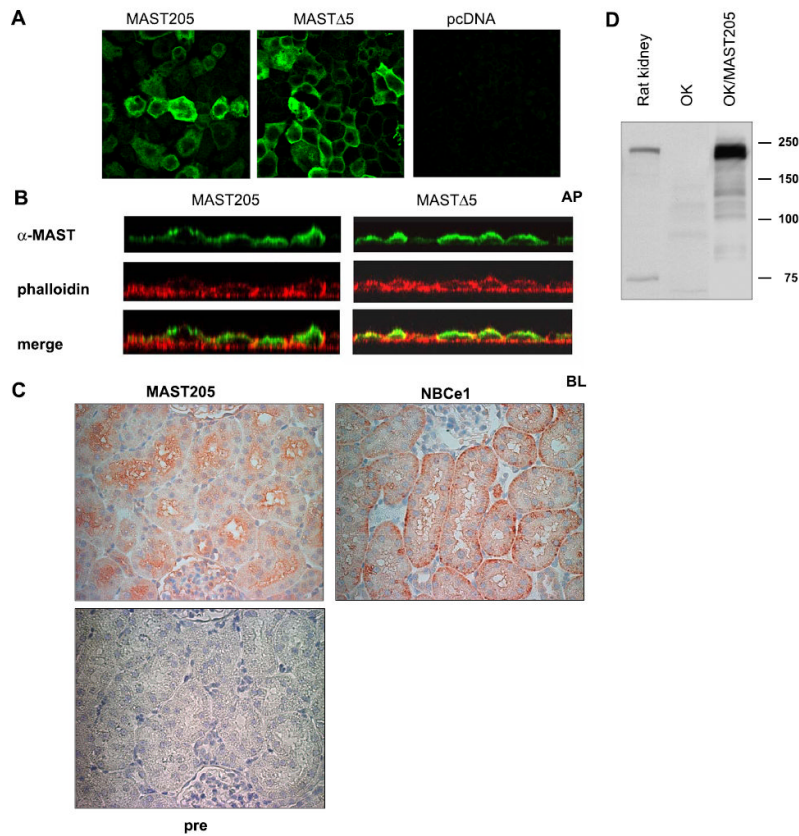 A
MAST205
MASTΔ5
pcDNA
B
MAST205
MASTΔ5
AP
α-MAST
phalloidin
merge
BL
C
MAST205
NBCe1
pre
D
Rat kidney
OK
OK/MAST205
250
150
100
75